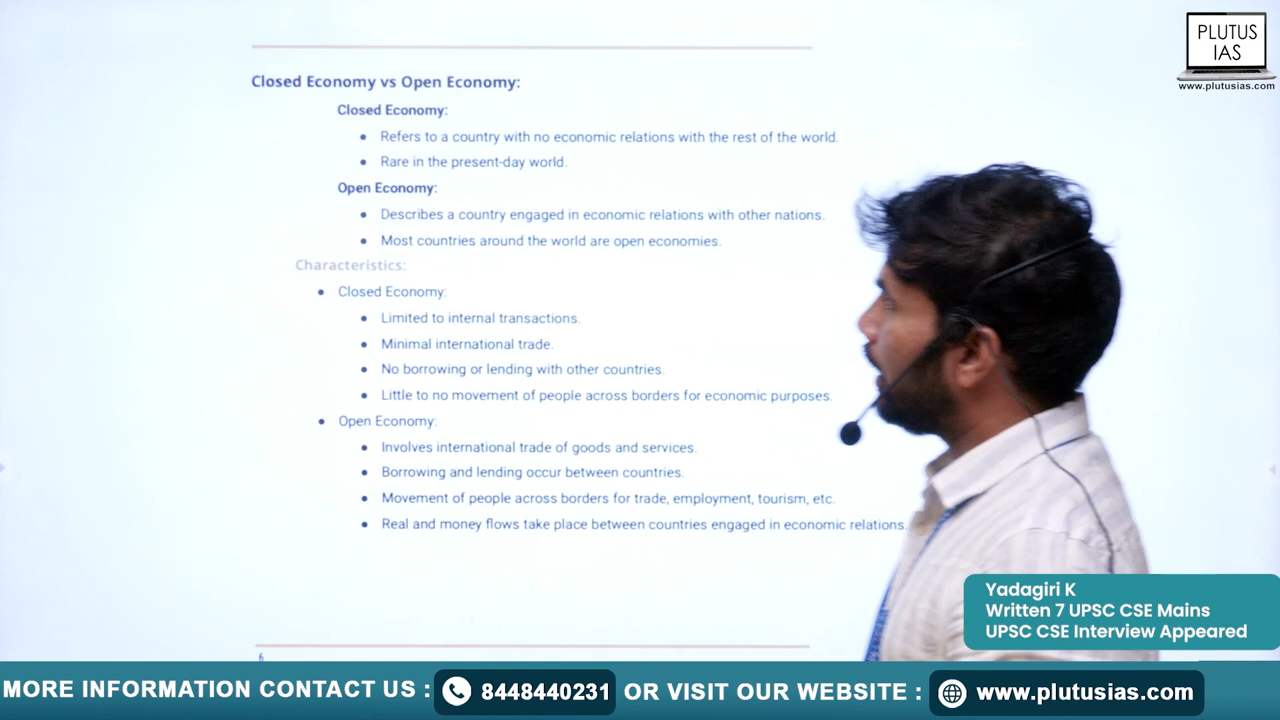 PLUTUS
IAS
www.plutusias.com
Closed Economy vs Open Economy:
Closed Economy:
● Refers to a country with no economic relations with the rest of the world.
● Rare in the present-day world.
Open Economy:
● Describes a country engaged in economic relations with other nations.
● Most countries around the world are open economies.
Characteristics:
● Closed Economy:
● Limited to internal transactions.
● Minimal international trade.
● No borrowing or lending with other countries.
● Little to no movement of people across borders for economic purposes.
● Open Economy:
● Involves international trade of goods and services.
● Borrowing and lending occur between countries.
● Movement of people across borders for trade, employment, tourism, etc.
● Real and money flows take place between countries engaged in economic relations.
Yadagiri K
Written 7 UPSC CSE Mains
UPSC CSE Interview Appeared
6
MORE INFORMATION CONTACT US : 8448440231 OR VISIT OUR WEBSITE : www.plutusias.com